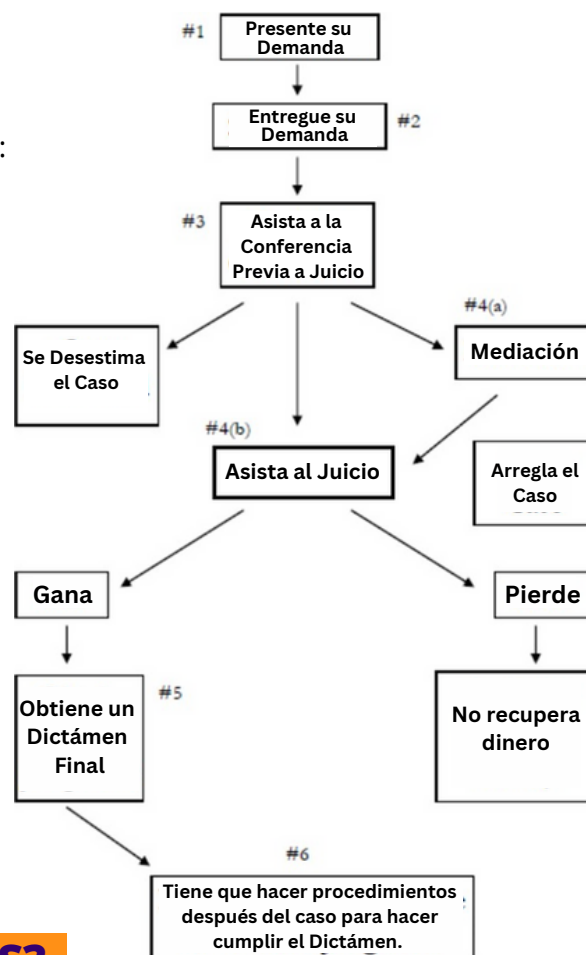 #1
Presente su
Demanda
Entregue su
Demanda
#2
:
#3
Asista a la
Conferencia
Previa a Juicio
#4(a)
Se Desestima
el Caso
Mediación
#4(b)
Asista al Juicio
Arregla el
Caso
Gana
Pierde
Obtiene un
Dictámen
Final
#5
No recupera
dinero
#6
Tiene que hacer procedimientos
después del caso para hacer
cumplir el Dictámen.